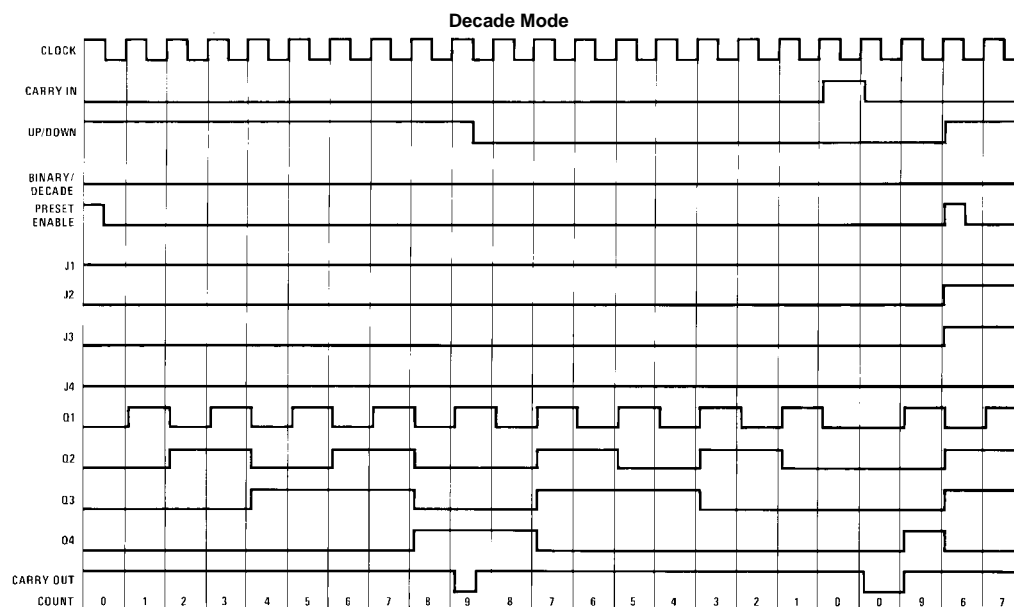 Decade Mode
CLOCK
CARRY IN
UP/DOWN
BINARY/
DECADE
PRESET
ENABLE
J1
J2
J3
J4
Q1
Q2
Q3
Q4
CARRY OUT
COUNT 0 1 2 3 4 5 6 7 8 9 8 7 6 5 4 3 2 1 0 0 9 6 7